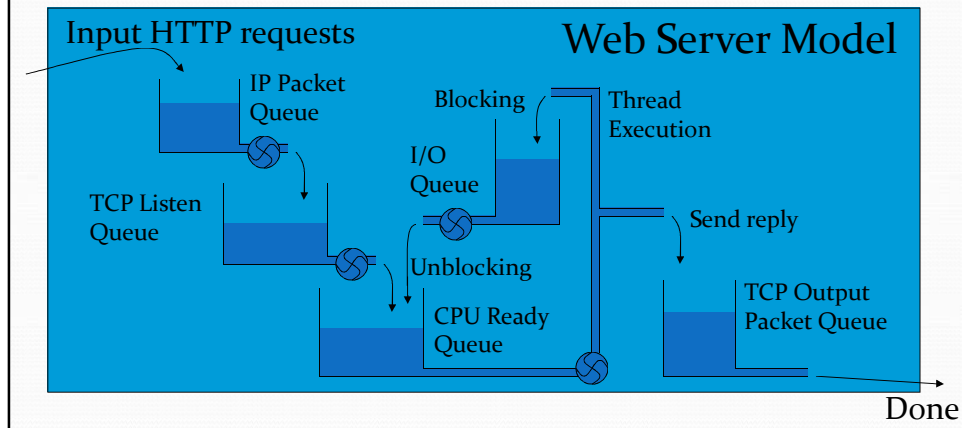 Input HTTP requests
Web Server Model
IP Packet
Queue
Blocking
Thread
Execution
I/O
Queue
TCP Listen
Queue
Send reply
Unblocking
CPU Ready
Queue
TCP Output
Packet Queue
Done